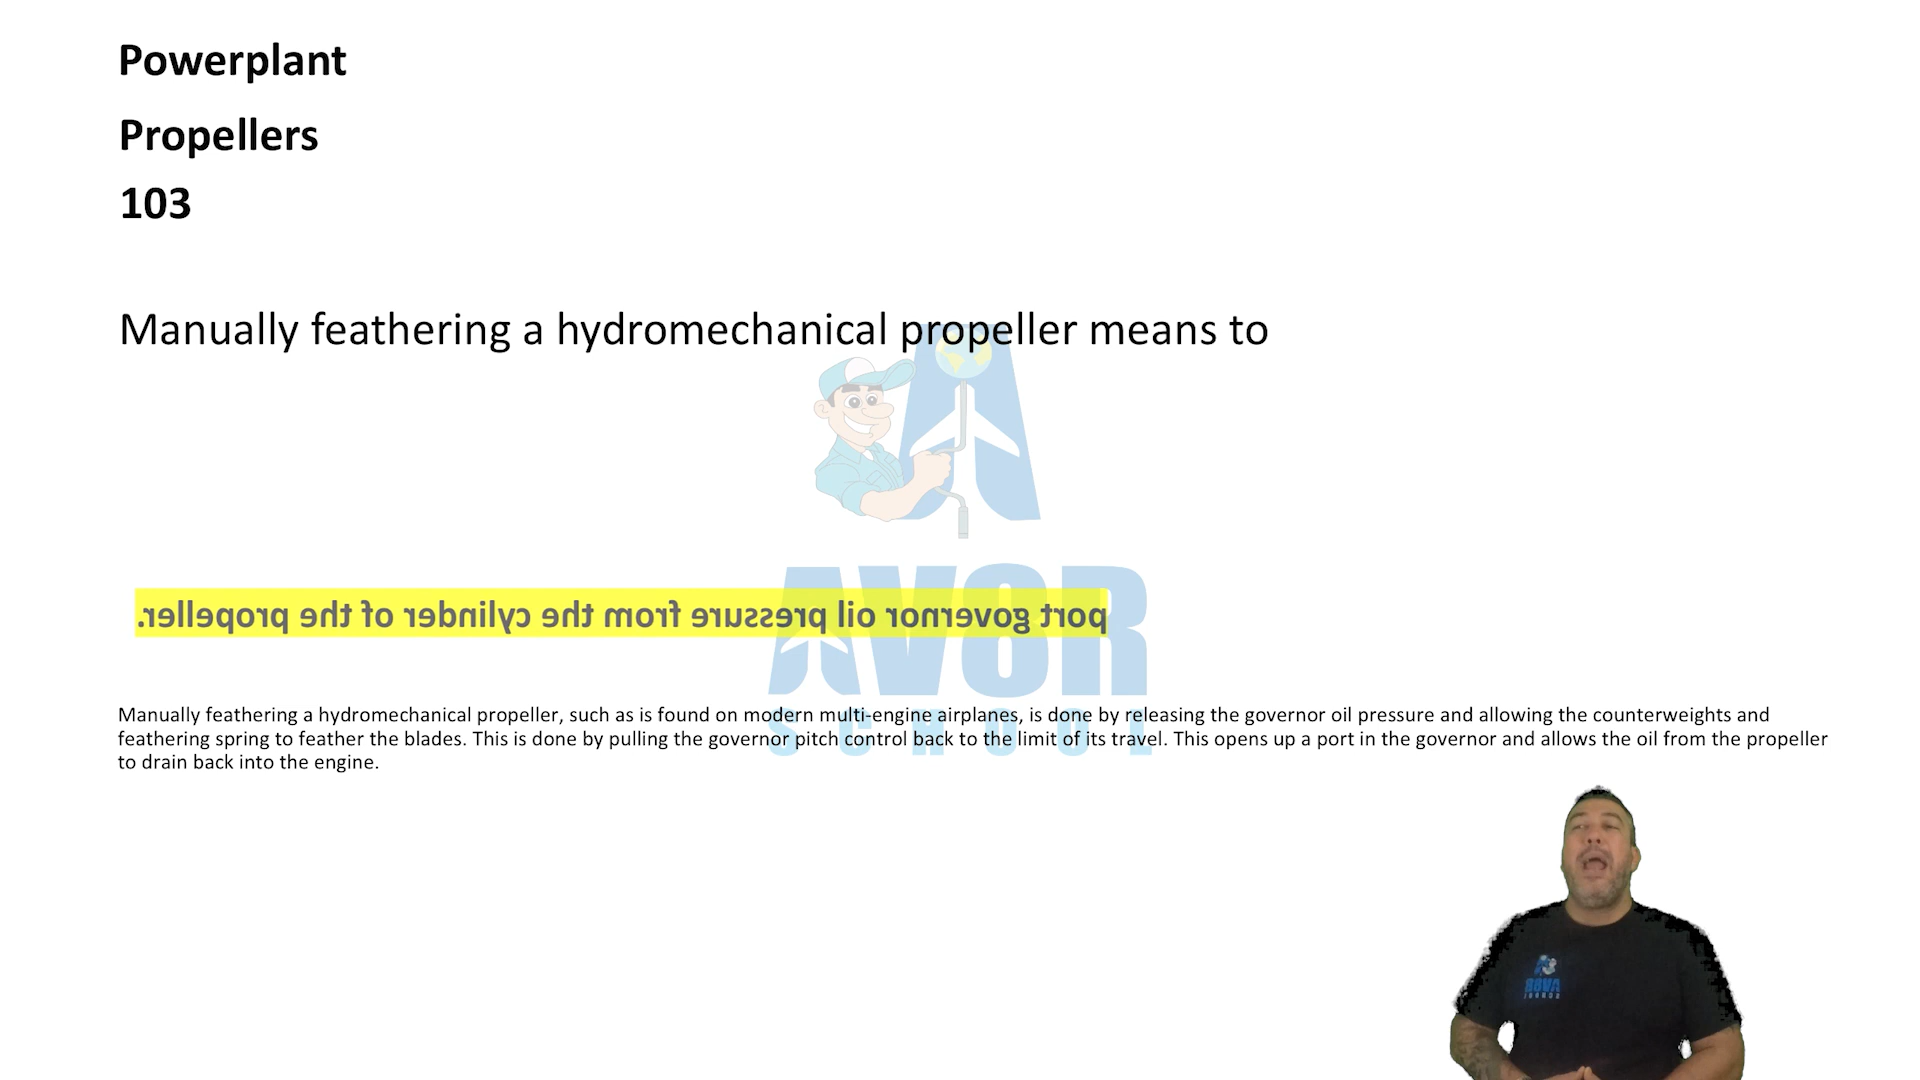 Powerplant
Propellers
103
Manually feathering a hydromechanical propeller means to
port governor oil pressure from the cylinder of the propeller.
AV8R
SCHOOL
Manually feathering a hydromechanical propeller, such as is found on modern multi-engine airplanes, is done by releasing the governor oil pressure and allowing the counterweights and
feathering spring to feather the blades. This is done by pulling the governor pitch control back to the limit of its travel. This opens up a port in the governor and allows the oil from the propeller
to drain back into the engine.
AV8R
SCHOOL